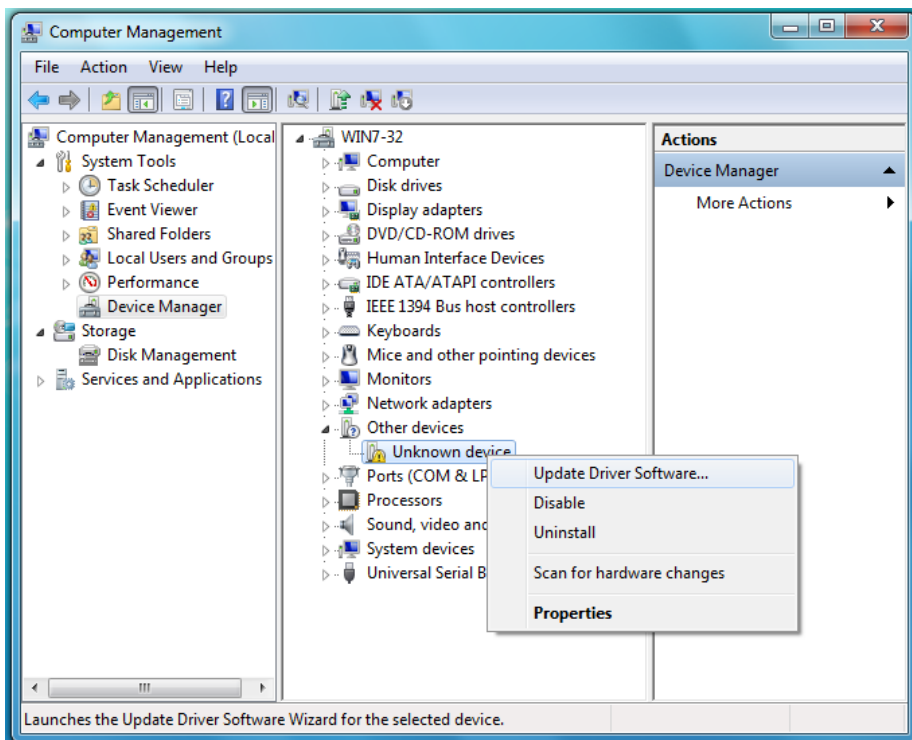 Computer Management
File Action View Help
Computer Management (Local
System Tools
Task Scheduler
Event Viewer
Shared Folders
Local Users and Groups
Performance
Device Manager
Storage
Disk Management
Services and Applications
WIN7-32
Computer
Disk drives
Display adapters
DVD/CD-ROM drives
Human Interface Devices
IDE ATA/ATAPI controllers
IEEE 1394 Bus host controllers
Keyboards
Mice and other pointing devices
Monitors
Network adapters
Other devices
Unknown device
Ports (COM & LP
Processors
Sound, video and
System devices
Universal Serial B
Update Driver Software...
Disable
Uninstall
Scan for hardware changes
Properties
Actions
Device Manager
More Actions
Launches the Update Driver Software Wizard for the selected device.